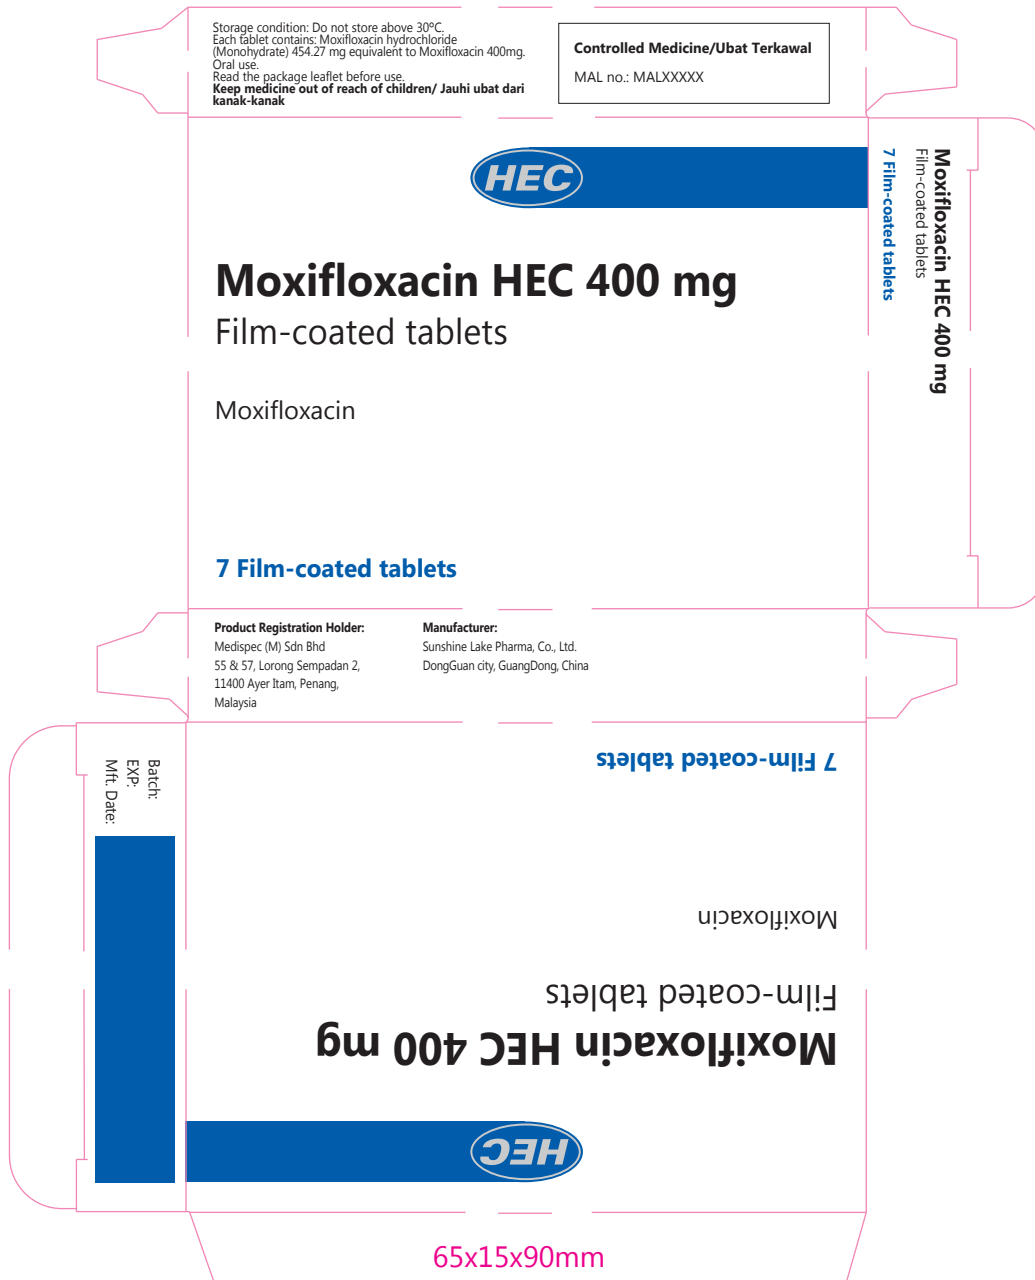 Storage condition: Do not store above 30°C.
Each tablet contains: Moxifloxacin hydrochloride
(Monohydrate) 454.27 mg equivalent to Moxifloxacin 400mg.
Oral use.
Read the package leaflet before use.
Keep medicine out of reach of children/ Jauhi ubat dari
kanak-kanak
Controlled Medicine/Ubat Terkawal
MAL no.: MALXXXXX
HEC
Moxifloxacin HEC 400 mg
Film-coated tablets
Moxifloxacin
7 Film-coated tablets
Moxifloxacin HEC 400 mg
Film-coated tablets
7 Film-coated tablets
Product Registration Holder:
Medispec (M) Sdn Bhd
55 & 57, Lorong Sempadan 2,
11400 Ayer Itam, Penang,
Malaysia
Manufacturer:
Sunshine Lake Pharma, Co., Ltd.
DongGuan city, GuangDong, China
Batch:
EXP:
Mft. Date:
HEC
Moxifloxacin HEC 400 mg
Film-coated tablets
Moxifloxacin
7 Film-coated tablets
65x15x90mm